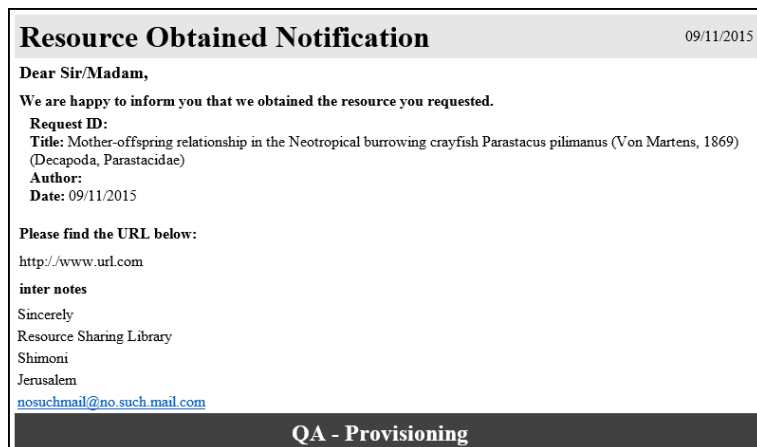 Resource Obtained Notification
09/11/2015
Dear Sir/Madam,
We are happy to inform you that we obtained the resource you requested.
Request ID:
Title: Mother-offspring relationship in the Neotropical burrowing crayfish Parastacus pilimanus (Von Martens, 1869)
(Decapoda, Parastacidae)
Author:
Date: 09/11/2015
Please find the URL below:
http:/./www.url.com
inter notes
Sincerely
Resource Sharing Library
Shimoni
Jerusalem
nosuchmail@no.such.mail.com
QA - Provisioning